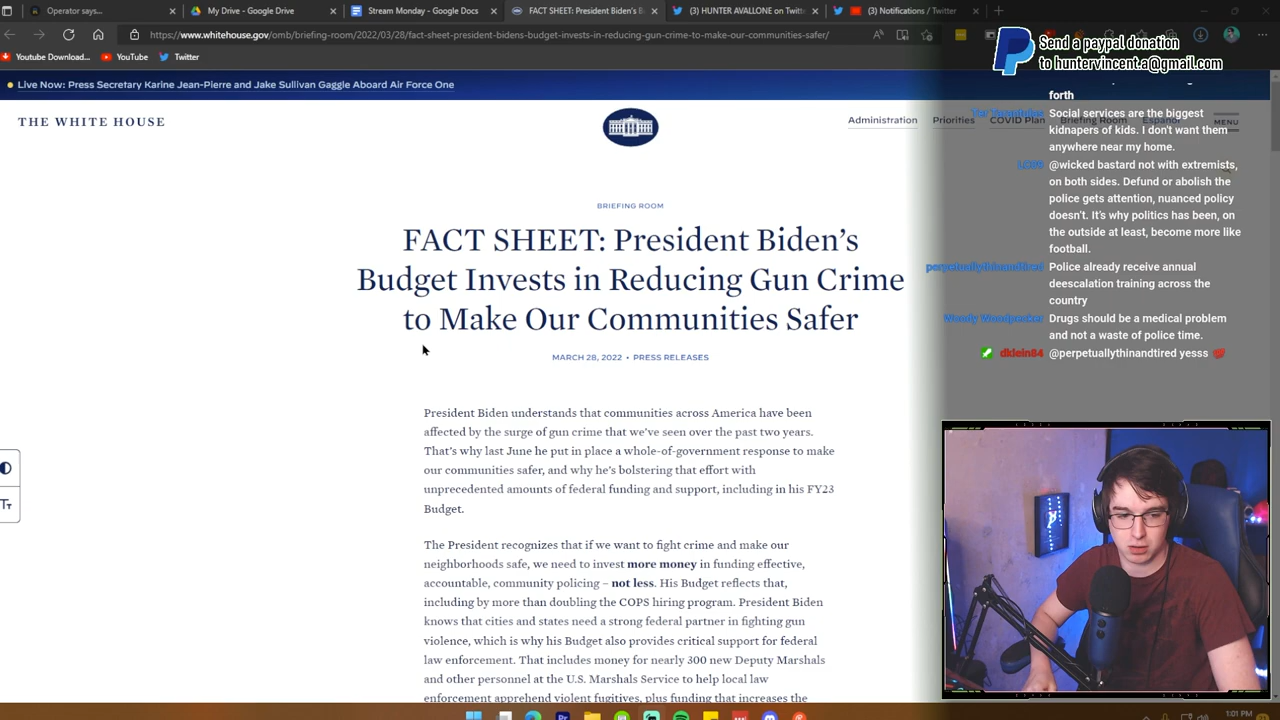 Operator says...
My Drive - Google Drive
Stream Monday - Google Docs
FACT SHEET: President Biden's B
(3) HUNTER AVALLONE on Twitt
(3) Notifications / Twitter
https://www.whitehouse.gov/omb/briefing-room/2022/03/28/fact-sheet-president-bidens-budget-invests-in-reducing-gun-crime-to-make-our-communities-safer/
Youtube Download...
YouTube
Twitter
Send a paypal donation
to huntervincent.a@gmail.com
Live Now: Press Secretary Karine Jean-Pierre and Jake Sullivan Gaggle Aboard Air Force One
THE WHITE HOUSE
Administration
Priorities
COVID Plan
Briefing Room
Español
MENU
BRIEFING ROOM
FACT SHEET: President Biden's
Budget Invests in Reducing Gun Crime
to Make Our Communities Safer
MARCH 28, 2022 • PRESS RELEASES
President Biden understands that communities across America have been
affected by the surge of gun crime that we've seen over the past two years.
That's why last June he put in place a whole-of-government response to make
our communities safer, and why he's bolstering that effort with
unprecedented amounts of federal funding and support, including in his FY23
Budget.
The President recognizes that if we want to fight crime and make our
neighborhoods safe, we need to invest more money in funding effective,
accountable, community policing – not less. His Budget reflects that,
including by more than doubling the COPS hiring program. President Biden
knows that cities and states need a strong federal partner in fighting gun
violence, which is why his Budget also provides critical support for federal
law enforcement. That includes money for nearly 300 new Deputy Marshals
and other personnel at the U.S. Marshals Service to help local law
enforcement apprehend violent fugitives, plus funding that increases the
forth
Social services are the biggest
kidnapers of kids. I don't want them
anywhere near my home.
@wicked bastard not with extremists,
on both sides. Defund or abolish the
police gets attention, nuanced policy
doesn't. It's why politics has been, on
the outside at least, become more like
football.
perpetuallythinandtired Police already receive annual
deescalation training across the
country
Woody Woodpecker Drugs should be a medical problem
and not a waste of police time.
dklein84 @perpetuallythinandtired yesss
1:01 PM